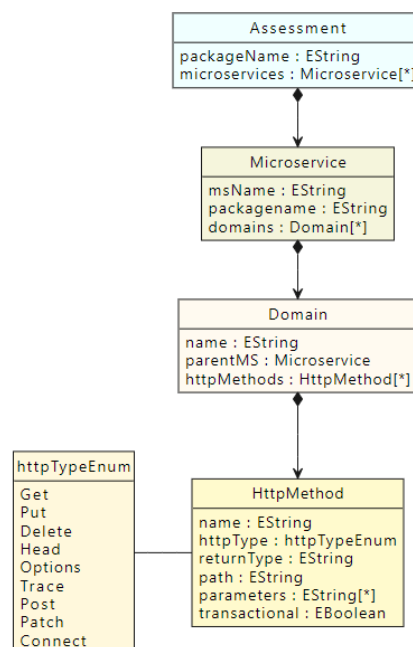 Assessment
packageName : EString
microservices : Microservice[*]
Microservice
msName : EString
packagename : EString
domains : Domain[*]
Domain
name : EString
parentMS : Microservice
httpMethods : HttpMethod[*]
httpTypeEnum
Get
Put
Delete
Head
Options
Trace
Post
Patch
Connect
HttpMethod
name : EString
httpType : httpTypeEnum
returnType : EString
path : EString
parameters : EString[*]
transactional : EBoolean